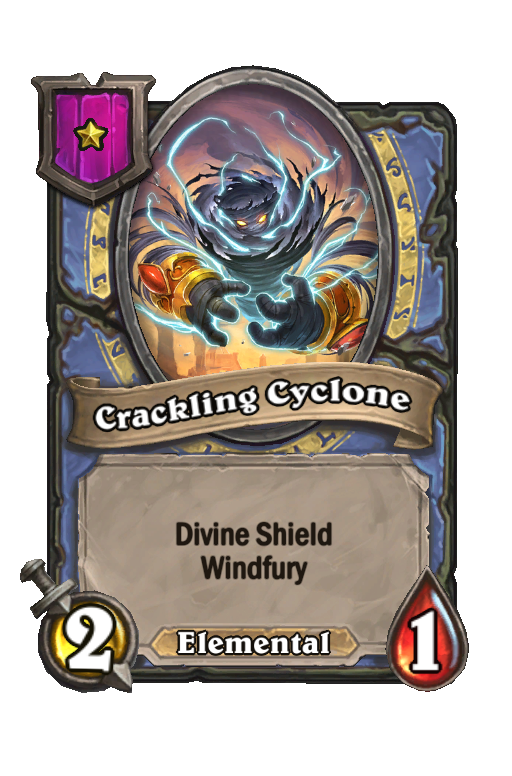 Crackling Cyclone
Divine Shield
Windfury
2
Elemental
1